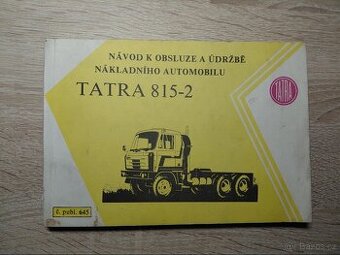 NÁVOD K OBSLUZE A ÚDRŽBĚ
NÁKLADNÍHO AUTOMOBILU
TATRA 815-2
TATRA
č. publ. 645